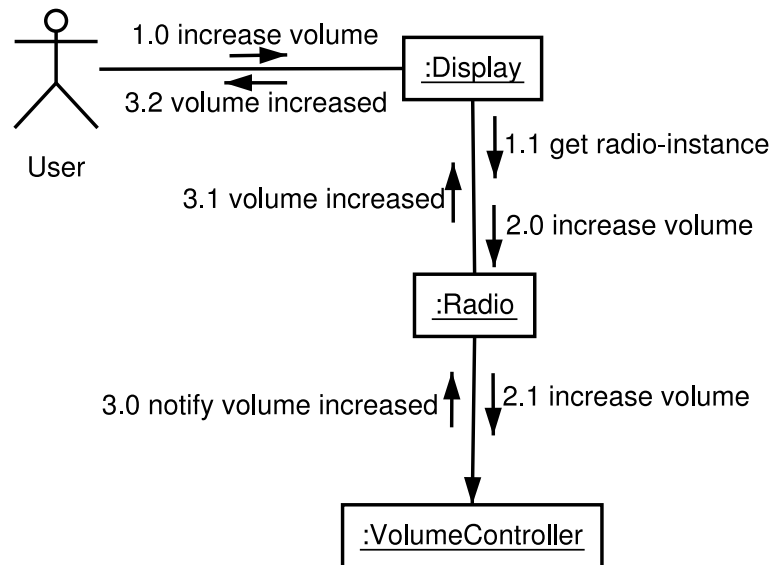 1.0 increase volume
:Display
3.2 volume increased
User
1.1 get radio-instance
3.1 volume increased
2.0 increase volume
:Radio
3.0 notify volume increased
2.1 increase volume
:VolumeController